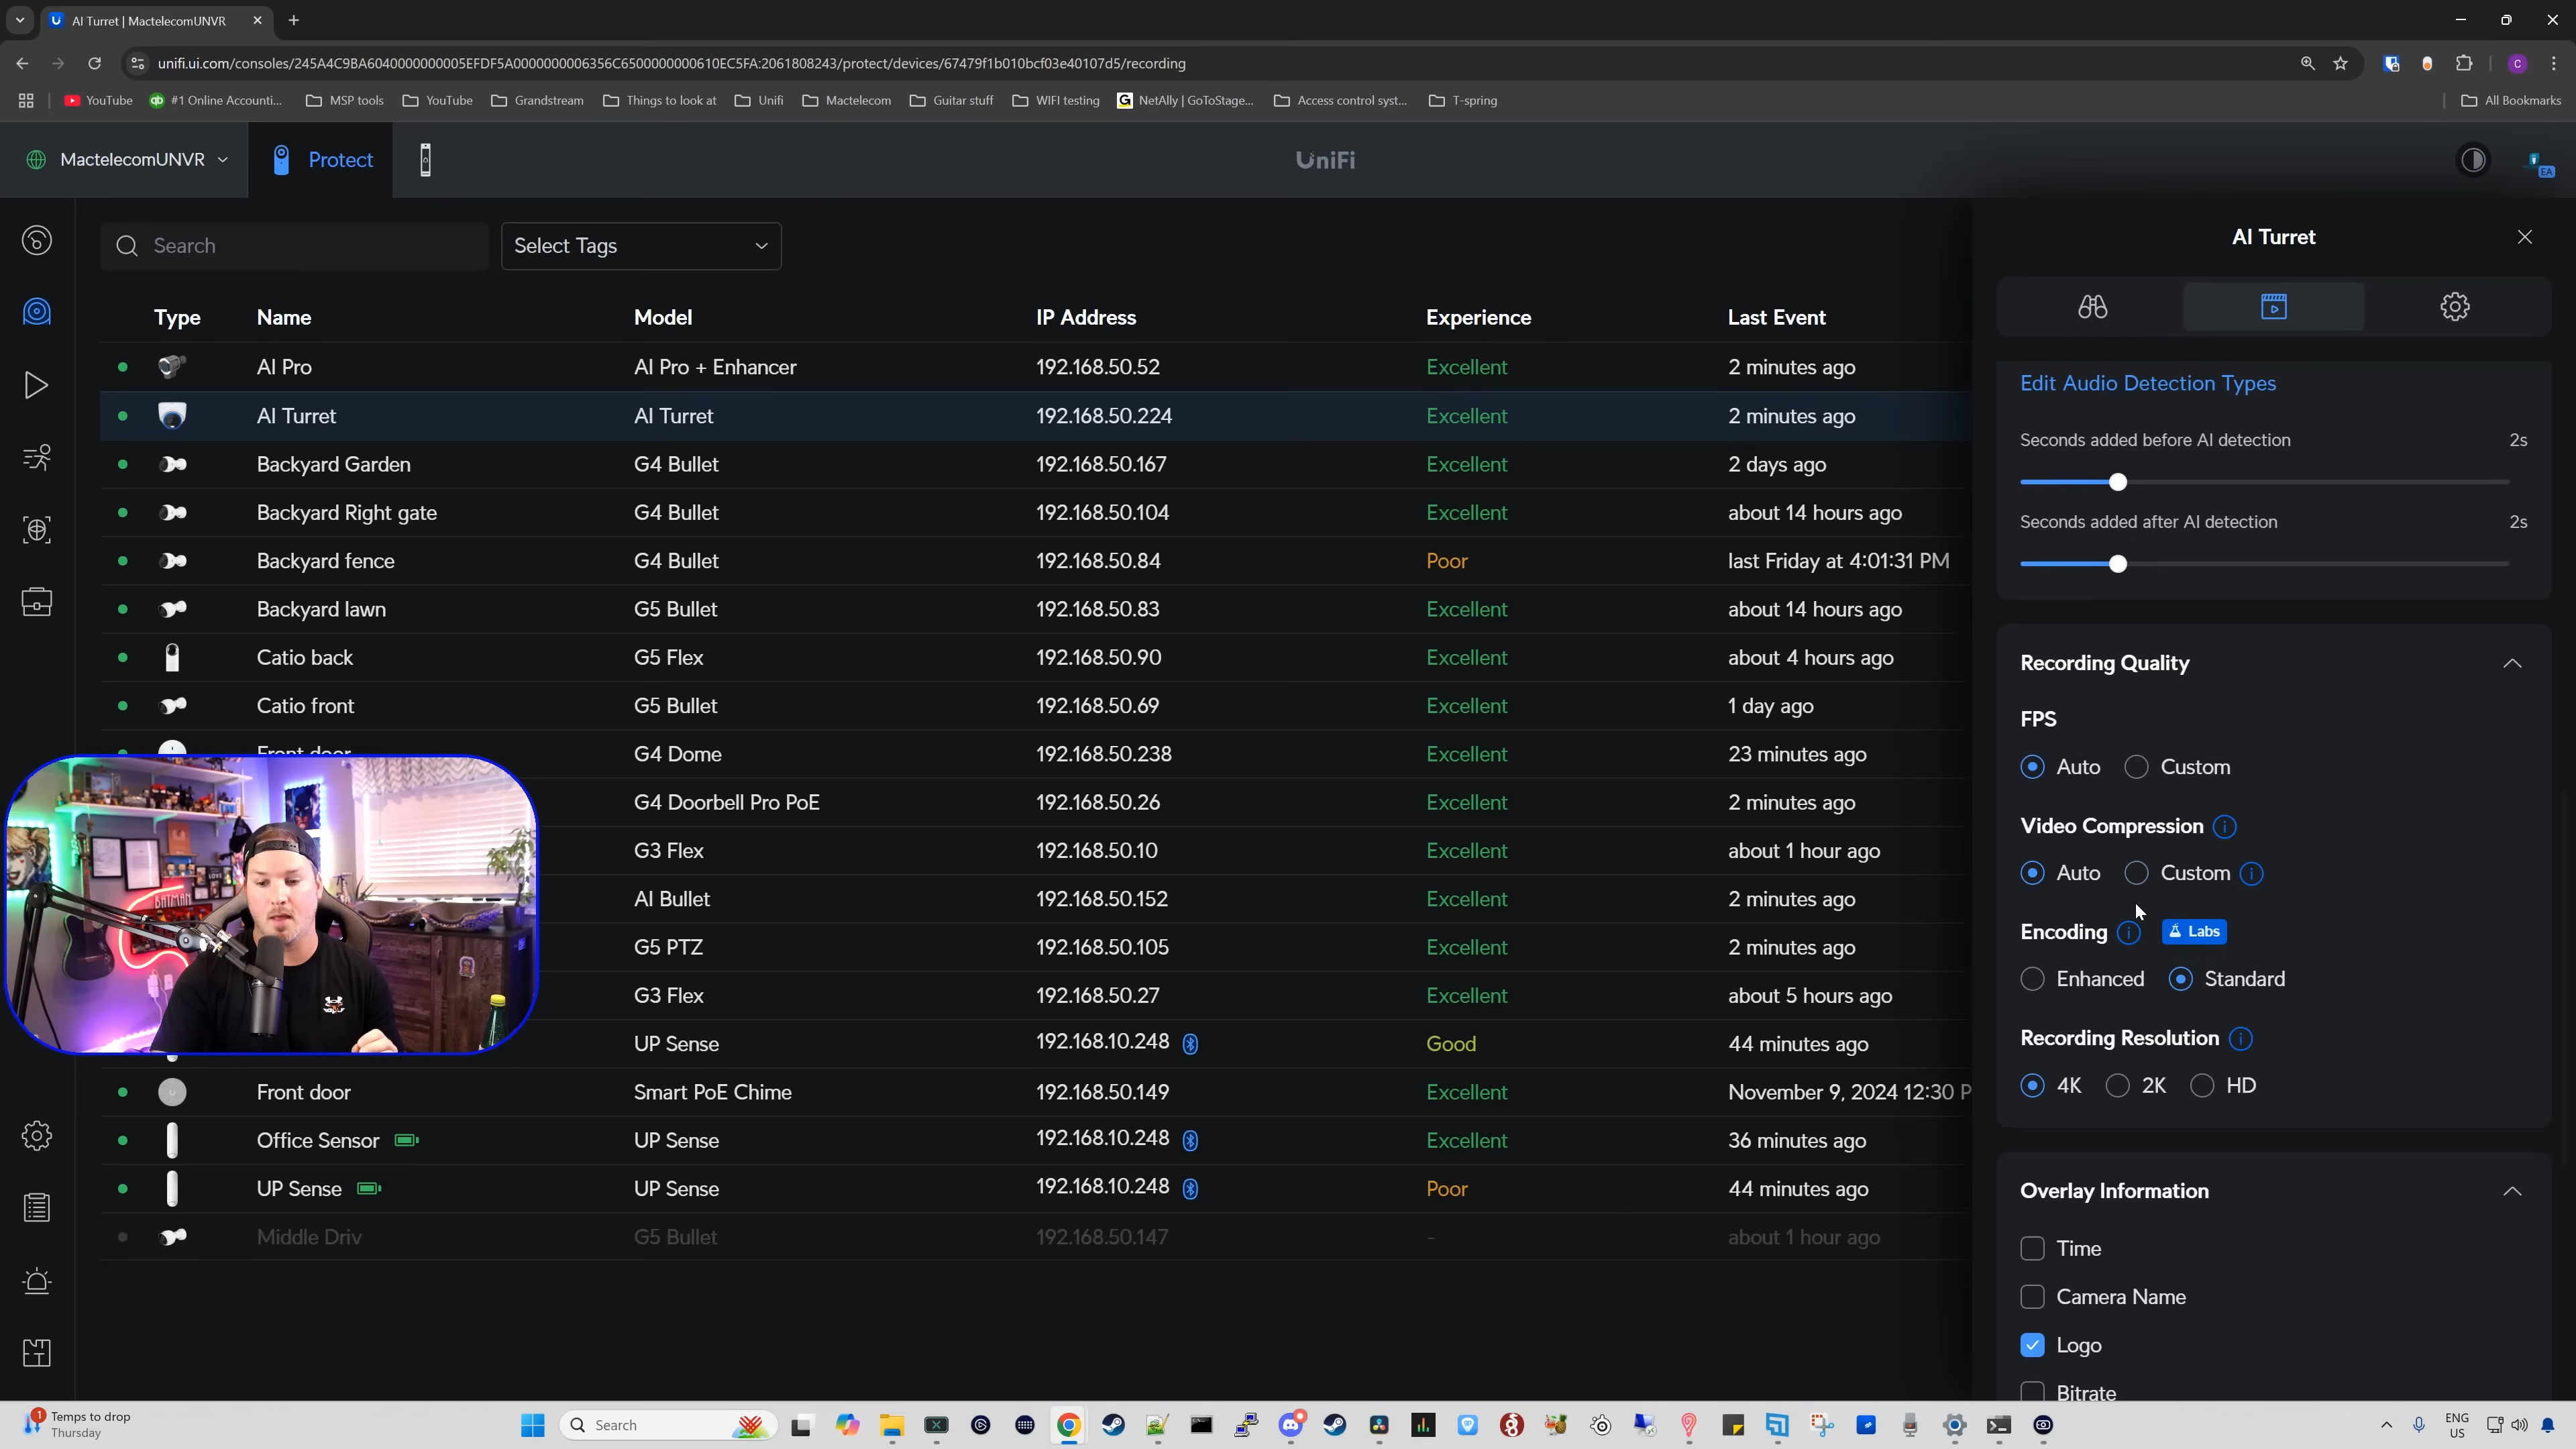 AI Turret | MactelecomUNVR
unifi.ui.com/consoles/245A4C9BA6040000000005EFDF5A0000000006356C6500000000610EC5FA:2061808243/protect/devices/67479f1b010bcf03e40107d5/recording
YouTube
#1 Online Accounti...
MSP tools
YouTube
Grandstream
Things to look at
Unifi
Mactelecom
Guitar stuff
WIFI testing
NetAlly | GoToStage...
Access control syst...
T-spring
All Bookmarks
MactelecomUNVR
Protect
UniFi
EA
Search
Select Tags
AI Turret
Type Name Model IP Address Experience Last Event
AI Pro AI Pro + Enhancer 192.168.50.52 Excellent 2 minutes ago
AI Turret AI Turret 192.168.50.224 Excellent 2 minutes ago
Backyard Garden G4 Bullet 192.168.50.167 Excellent 2 days ago
Backyard Right gate G4 Bullet 192.168.50.104 Excellent about 14 hours ago
Backyard fence G4 Bullet 192.168.50.84 Poor last Friday at 4:01:31 PM
Backyard lawn G5 Bullet 192.168.50.83 Excellent about 14 hours ago
Catio back G5 Flex 192.168.50.90 Excellent about 4 hours ago
Catio front G5 Bullet 192.168.50.69 Excellent 1 day ago
Front door G4 Dome 192.168.50.238 Excellent 23 minutes ago
G4 Doorbell Pro PoE 192.168.50.26 Excellent 2 minutes ago
G3 Flex 192.168.50.10 Excellent about 1 hour ago
AI Bullet 192.168.50.152 Excellent 2 minutes ago
G5 PTZ 192.168.50.105 Excellent 2 minutes ago
G3 Flex 192.168.50.27 Excellent about 5 hours ago
UP Sense 192.168.10.248 Good 44 minutes ago
Front door Smart PoE Chime 192.168.50.149 Excellent November 9, 2024 12:30 P
Office Sensor UP Sense 192.168.10.248 Excellent 36 minutes ago
UP Sense UP Sense 192.168.10.248 Poor 44 minutes ago
Middle Driv G5 Bullet 192.168.50.147 - about 1 hour ago
BATMAN
Edit Audio Detection Types
Seconds added before AI detection 2s
Seconds added after AI detection 2s
Recording Quality
FPS
Auto Custom
Video Compression
Auto Custom
Encoding Labs
Enhanced Standard
Recording Resolution
4K 2K HD
Overlay Information
Time
Camera Name
Logo
Bitrate
1
Temps to drop
Thursday
Search
ENG
US